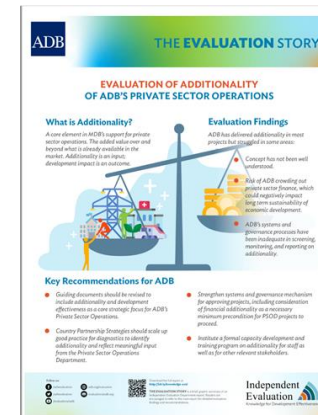 ADB
THE EVALUATION STORY
EVALUATION OF ADDITIONALITY
OF ADB'S PRIVATE SECTOR OPERATIONS
What is Additionality?
A core element in MDB's support for private
sector operations. The added value over and
beyond what is already available in the
market. Additionality is an input;
development impact is an outcome.
Evaluation Findings
ADB has delivered additionality in most
projects but struggled in some areas:
Concept has not been well
understood.
Risk of ADB crowding out
private sector finance, which
could negatively impact
long term sustainability of
economic development.
ADB's systems and
governance processes have
been inadequate in screening,
monitoring, and reporting on
additionality.
Key Recommendations for ADB
Guiding documents should be revised to
include additionality and development
effectiveness as a core strategic focus for ADB's
Private Sector Operations.
Country Partnership Strategies should scale up
good practice for diagnostics to identify
additionality and reflect meaningful input
from the Private Sector Operations
Department.
Strengthen systems and governance mechanism
for approving projects, including consideration
of financial additionality as a necessary
minimum precondition for PSOD projects to
proceed.
Institute a formal capacity development and
training program on additionality for staff as
well as for other relevant stakeholders.
Independent
Evaluation